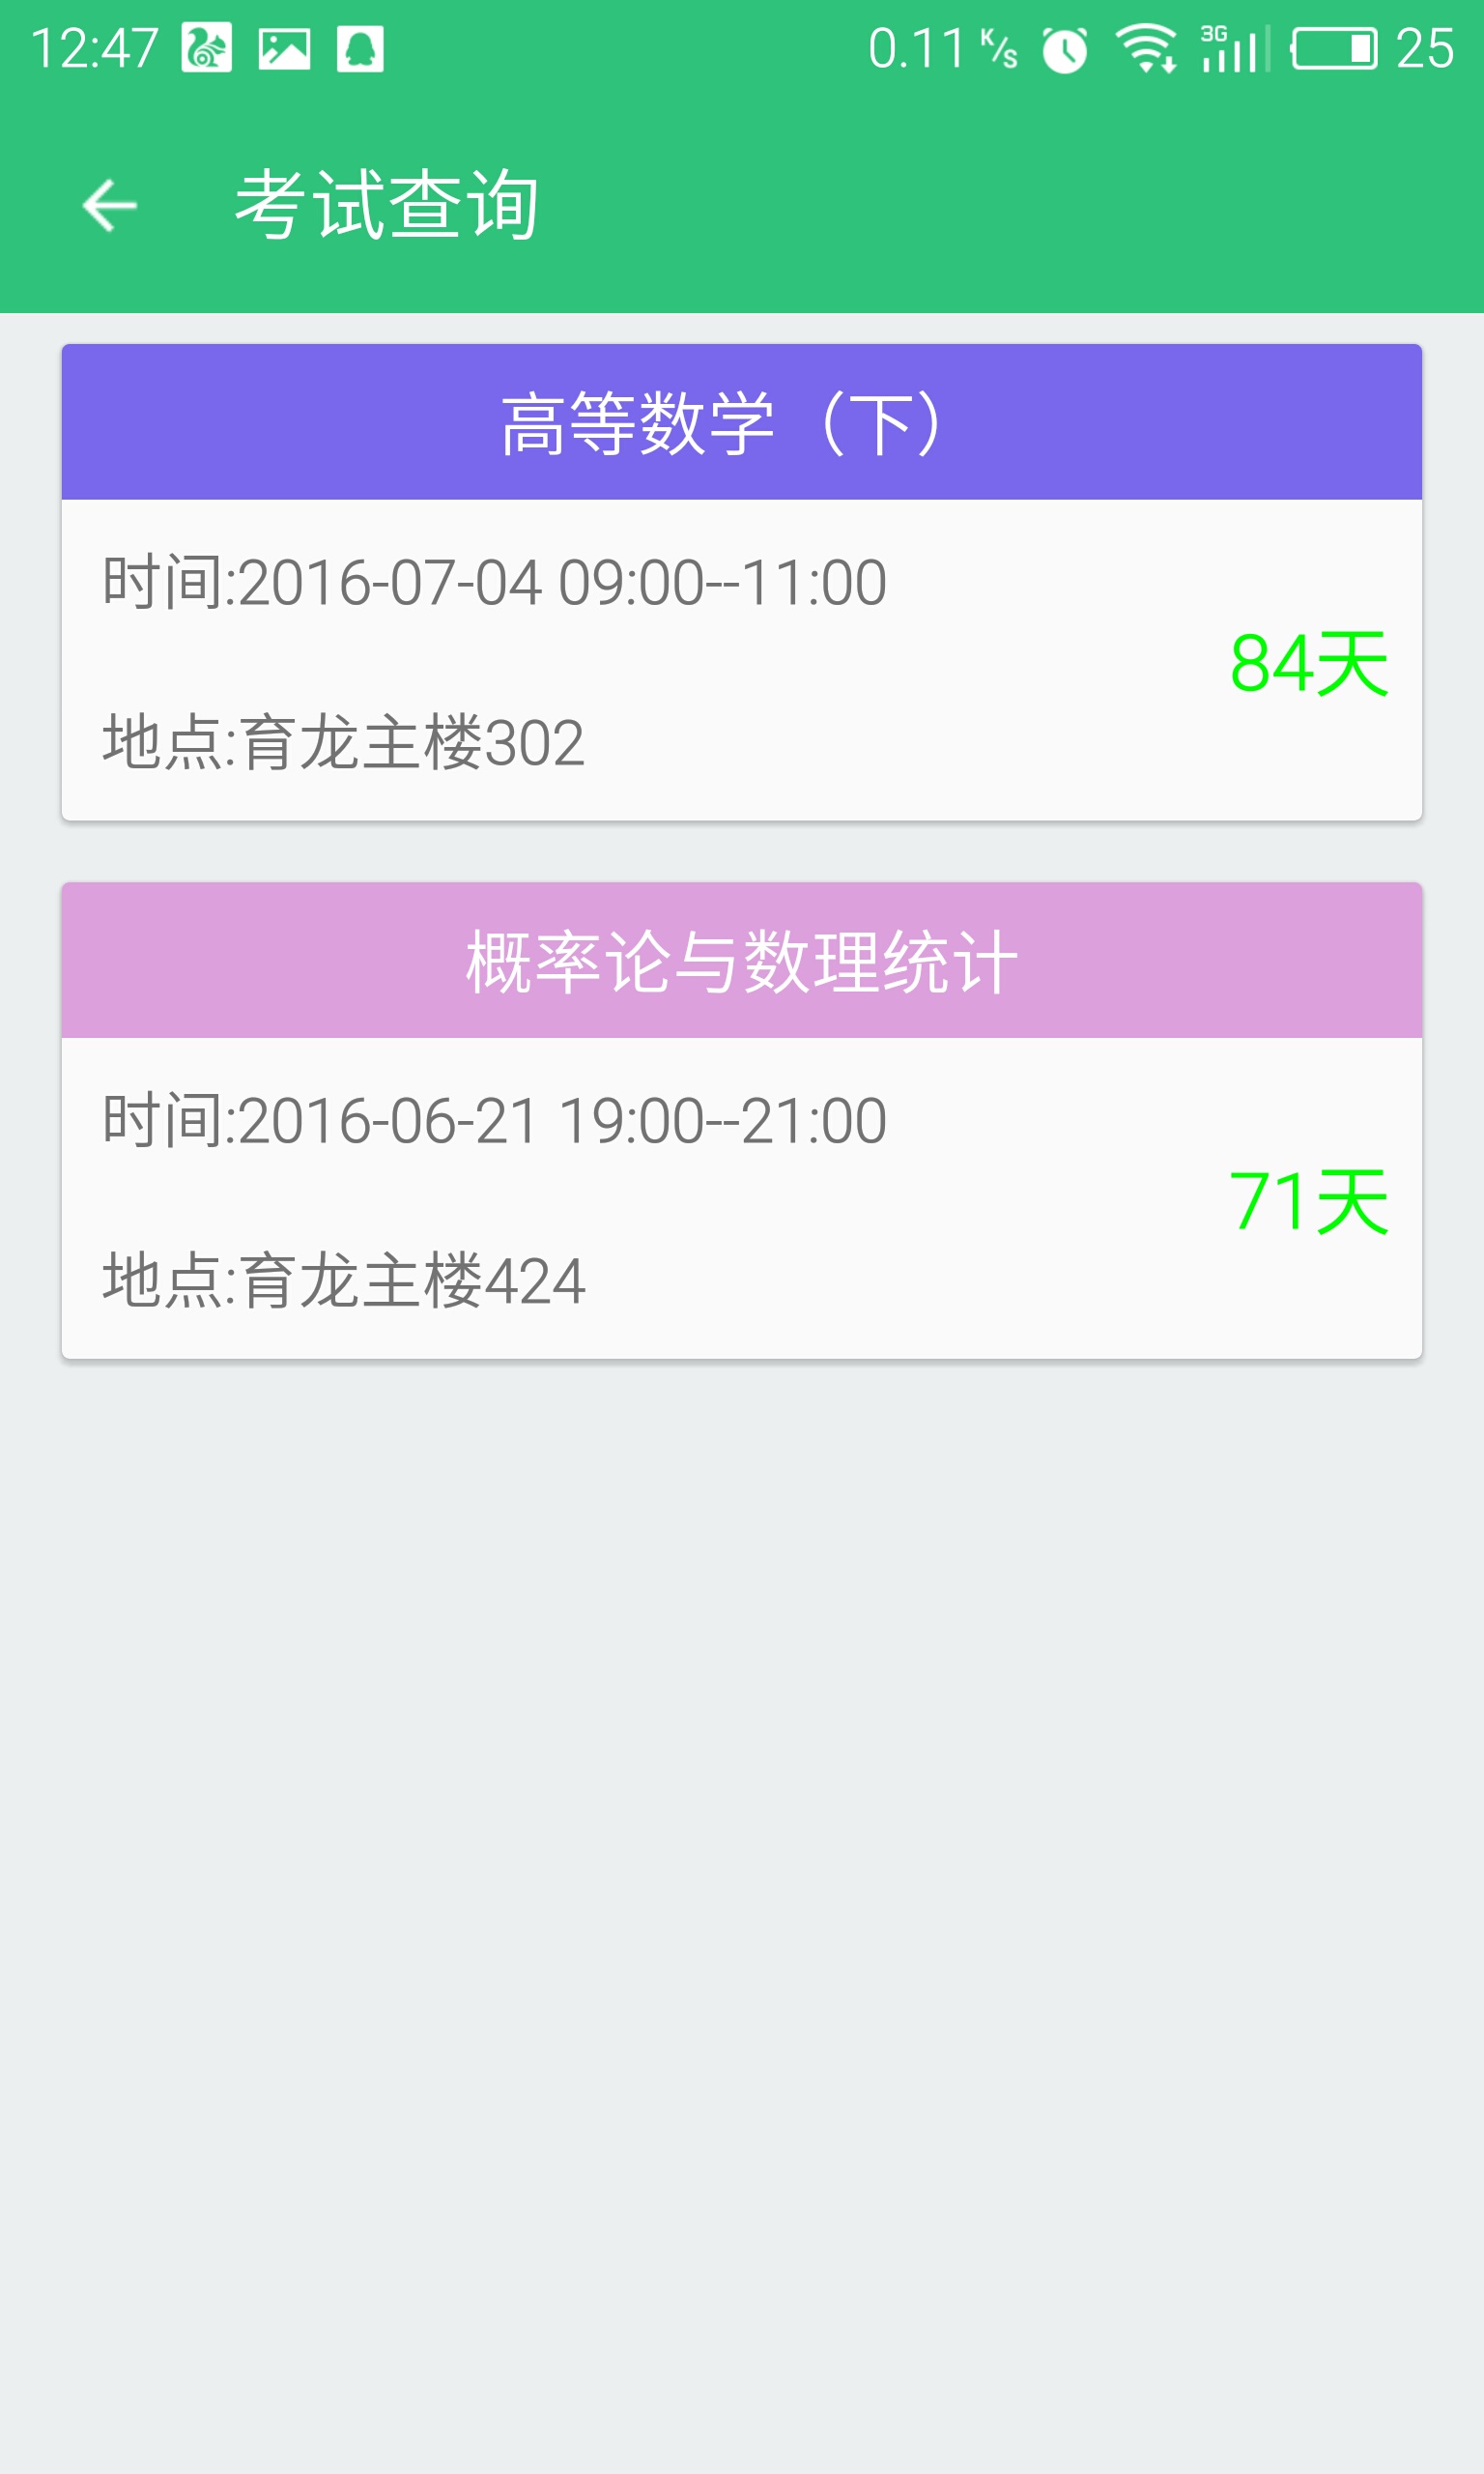 12:47 0.11 K/s 3G 25
考试查询
高等数学（下）
时间:2016-07-04 09:00--11:00
84天
地点:育龙主楼302
概率论与数理统计
时间:2016-06-21 19:00--21:00
71天
地点:育龙主楼424